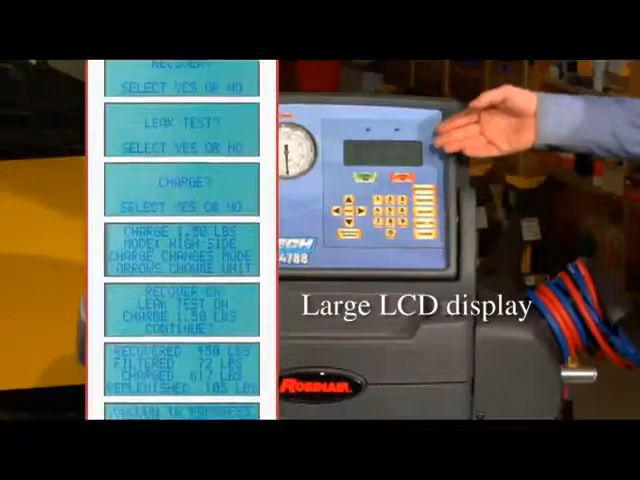 RECOVER?
SELECT YES OR NO
LEAK TEST?
SELECT YES OR NO
CHARGE?
SELECT YES OR NO
CHARGE 1.50 LBS
MODE: HIGH SIDE
CHARGE CHANGES MODE
ARROWS CHANGE UNIT
RECOVER ON
LEAK TEST ON
CHARGE 1.50 LBS
CONTINUE?
RECOVERED 450 LBS
FILTERED 72 LBS
CHARGED 617 LBS
REPLENISHED 185 LBS
TECH
4788
Large LCD display
ROBINAIR